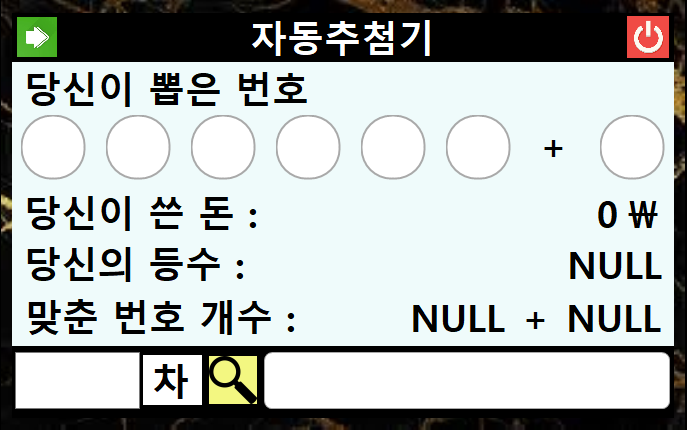 자동추첨기
당신이 뽑은 번호
+
당신이 쓴 돈 : 0 ₩
당신의 등수 : NULL
맞춘 번호 개수 : NULL + NULL
차